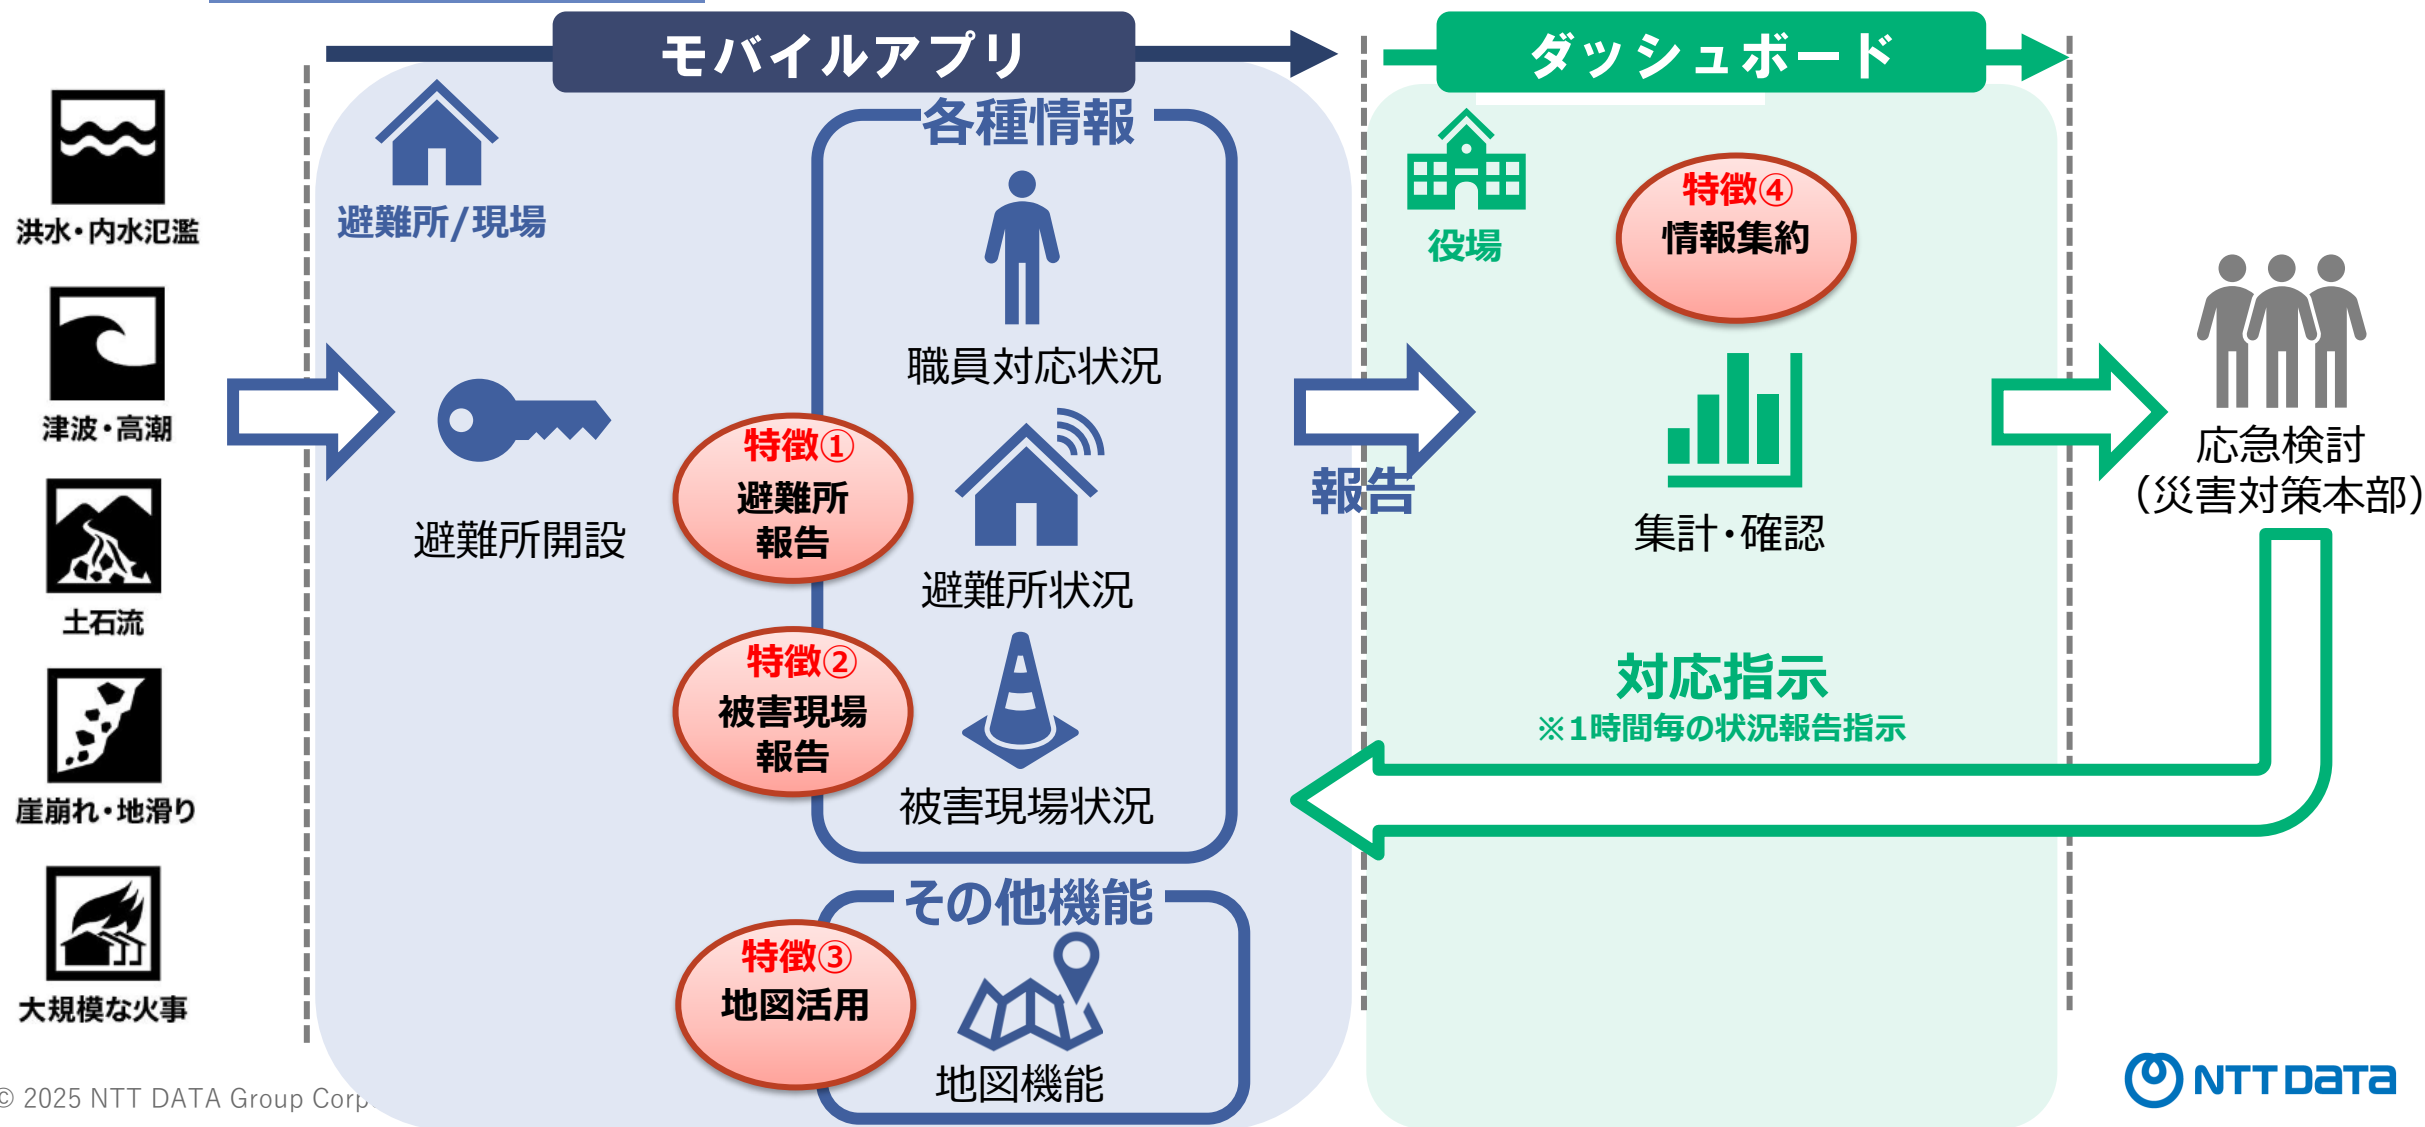 モバイルアプリ
ダッシュボード
洪水・内水氾濫
津波・高潮
土石流
崖崩れ・地滑り
大規模な火事
避難所/現場
避難所開設
各種情報
職員対応状況
特徴①
避難所
報告
避難所状況
特徴②
被害現場
報告
被害現場状況
その他機能
特徴③
地図活用
地図機能
報告
役場
特徴④
情報集約
集計・確認
対応指示
※1時間毎の状況報告指示
応急検討
（災害対策本部）
© 2025 NTT DATA Group Corp
NTT DATA